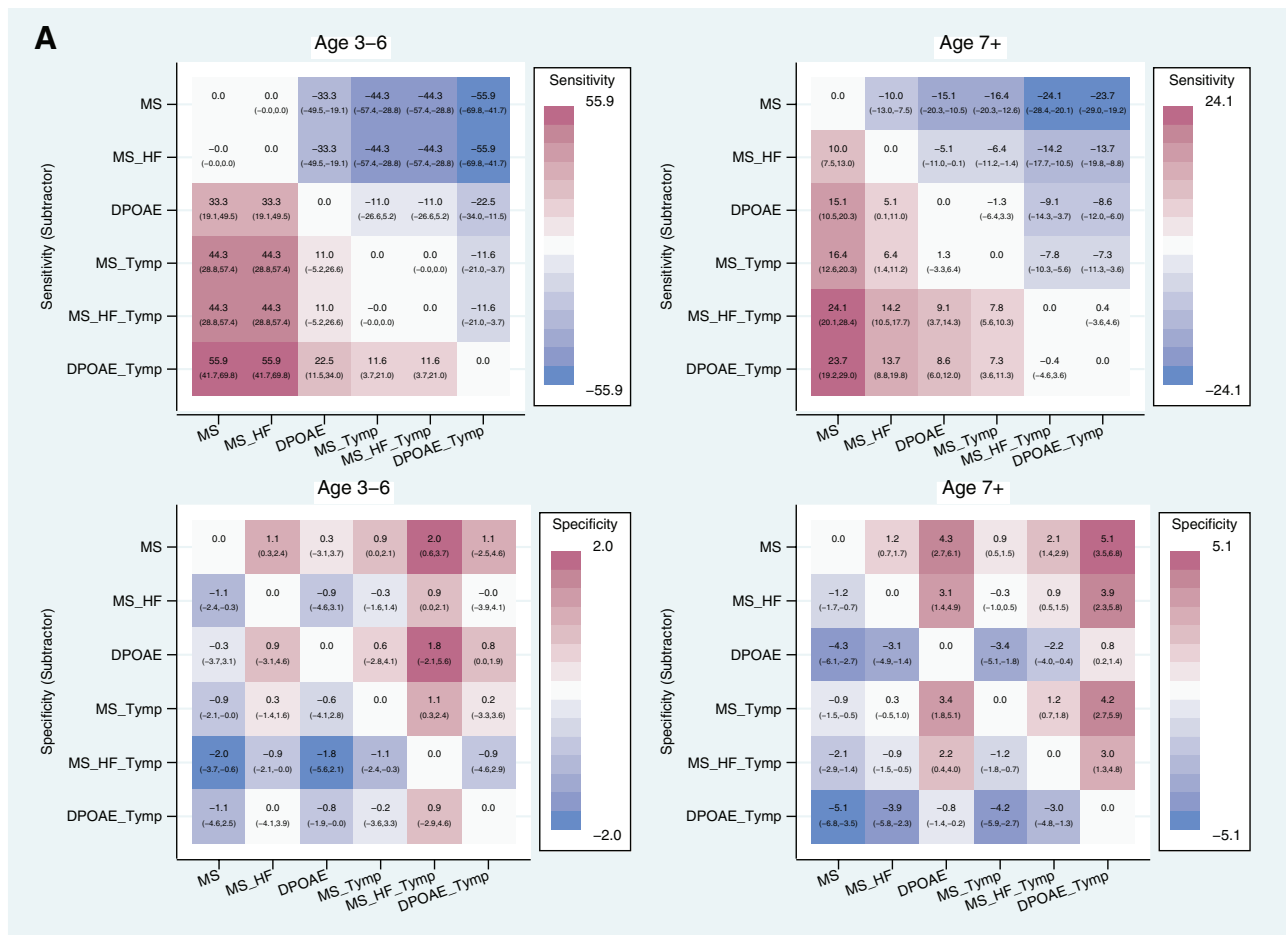 A
Age 3–6
Sensitivity (Subtractor)
MS
0.0 0.0 −33.3 −44.3 −44.3 −55.9
(−0.0,0.0) (−49.5,−19.1) (−57.4,−28.8) (−57.4,−28.8) (−69.8,−41.7)
MS_HF
−0.0 0.0 −33.3 −44.3 −44.3 −55.9
(−0.0,0.0) (−49.5,−19.1) (−57.4,−28.8) (−57.4,−28.8) (−69.8,−41.7)
DPOAE
33.3 33.3 0.0 −11.0 −11.0 −22.5
(19.1,49.5) (19.1,49.5) (−26.6,5.2) (−26.6,5.2) (−34.0,−11.5)
MS_Tymp
44.3 44.3 11.0 0.0 0.0 −11.6
(28.8,57.4) (28.8,57.4) (−5.2,26.6) (−0.0,0.0) (−21.0,−3.7)
MS_HF_Tymp
44.3 44.3 11.0 −0.0 0.0 −11.6
(28.8,57.4) (28.8,57.4) (−5.2,26.6) (−0.0,0.0) (−21.0,−3.7)
DPOAE_Tymp
55.9 55.9 22.5 11.6 11.6 0.0
(41.7,69.8) (41.7,69.8) (11.5,34.0) (3.7,21.0) (3.7,21.0)
MS MS_HF DPOAE MS_Tymp MS_HF_Tymp DPOAE_Tymp
Sensitivity
55.9
−55.9
Age 7+
Sensitivity (Subtractor)
MS
0.0 −10.0 −15.1 −16.4 −24.1 −23.7
(−13.0,−7.5) (−20.3,−10.5) (−20.3,−12.6) (−28.4,−20.1) (−29.0,−19.2)
MS_HF
10.0 0.0 −5.1 −6.4 −14.2 −13.7
(7.5,13.0) (−11.0,−0.1) (−11.2,−1.4) (−17.7,−10.5) (−19.8,−8.8)
DPOAE
15.1 5.1 0.0 −1.3 −9.1 −8.6
(10.5,20.3) (0.1,11.0) (−6.4,3.3) (−14.3,−3.7) (−12.0,−6.0)
MS_Tymp
16.4 6.4 1.3 0.0 −7.8 −7.3
(12.6,20.3) (1.4,11.2) (−3.3,6.4) (−10.3,−5.6) (−11.3,−3.6)
MS_HF_Tymp
24.1 14.2 9.1 7.8 0.0 0.4
(20.1,28.4) (10.5,17.7) (3.7,14.3) (5.6,10.3) (−3.6,4.6)
DPOAE_Tymp
23.7 13.7 8.6 7.3 −0.4 0.0
(19.2,29.0) (8.8,19.8) (6.0,12.0) (3.6,11.3) (−4.6,3.6)
MS MS_HF DPOAE MS_Tymp MS_HF_Tymp DPOAE_Tymp
Sensitivity
24.1
−24.1
Age 3–6
Specificity (Subtractor)
MS
0.0 1.1 0.3 0.9 2.0 1.1
(0.3,2.4) (−3.1,3.7) (0.0,2.1) (0.6,3.7) (−2.5,4.6)
MS_HF
−1.1 0.0 −0.9 −0.3 0.9 −0.0
(−2.4,−0.3) (−4.6,3.1) (−1.6,1.4) (0.0,2.1) (−3.9,4.1)
DPOAE
−0.3 0.9 0.0 0.6 1.8 0.8
(−3.7,3.1) (−3.1,4.6) (−2.8,4.1) (−2.1,5.6) (0.0,1.9)
MS_Tymp
−0.9 0.3 −0.6 0.0 1.1 0.2
(−2.1,−0.0) (−1.4,1.6) (−4.1,2.8) (0.3,2.4) (−3.3,3.6)
MS_HF_Tymp
−2.0 −0.9 −1.8 −1.1 0.0 −0.9
(−3.7,−0.6) (−2.1,−0.0) (−5.6,2.1) (−2.4,−0.3) (−4.6,2.9)
DPOAE_Tymp
−1.1 0.0 −0.8 −0.2 0.9 0.0
(−4.6,2.5) (−4.1,3.9) (−1.9,−0.0) (−3.6,3.3) (−2.9,4.6)
MS MS_HF DPOAE MS_Tymp MS_HF_Tymp DPOAE_Tymp
Specificity
2.0
−2.0
Age 7+
Specificity (Subtractor)
MS
0.0 1.2 4.3 0.9 2.1 5.1
(0.7,1.7) (2.7,6.1) (0.5,1.5) (1.4,2.9) (3.5,6.8)
MS_HF
−1.2 0.0 3.1 −0.3 0.9 3.9
(−1.7,−0.7) (1.4,4.9) (−1.0,0.5) (0.5,1.5) (2.3,5.8)
DPOAE
−4.3 −3.1 0.0 −3.4 −2.2 0.8
(−6.1,−2.7) (−4.9,−1.4) (−5.1,−1.8) (−4.0,−0.4) (0.2,1.4)
MS_Tymp
−0.9 0.3 3.4 0.0 1.2 4.2
(−1.5,−0.5) (−0.5,1.0) (1.8,5.1) (0.7,1.8) (2.7,5.9)
MS_HF_Tymp
−2.1 −0.9 2.2 −1.2 0.0 3.0
(−2.9,−1.4) (−1.5,−0.5) (0.4,4.0) (−1.8,−0.7) (1.3,4.8)
DPOAE_Tymp
−5.1 −3.9 −0.8 −4.2 −3.0 0.0
(−6.8,−3.5) (−5.8,−2.3) (−1.4,−0.2) (−5.9,−2.7) (−4.8,−1.3)
MS MS_HF DPOAE MS_Tymp MS_HF_Tymp DPOAE_Tymp
Specificity
5.1
−5.1